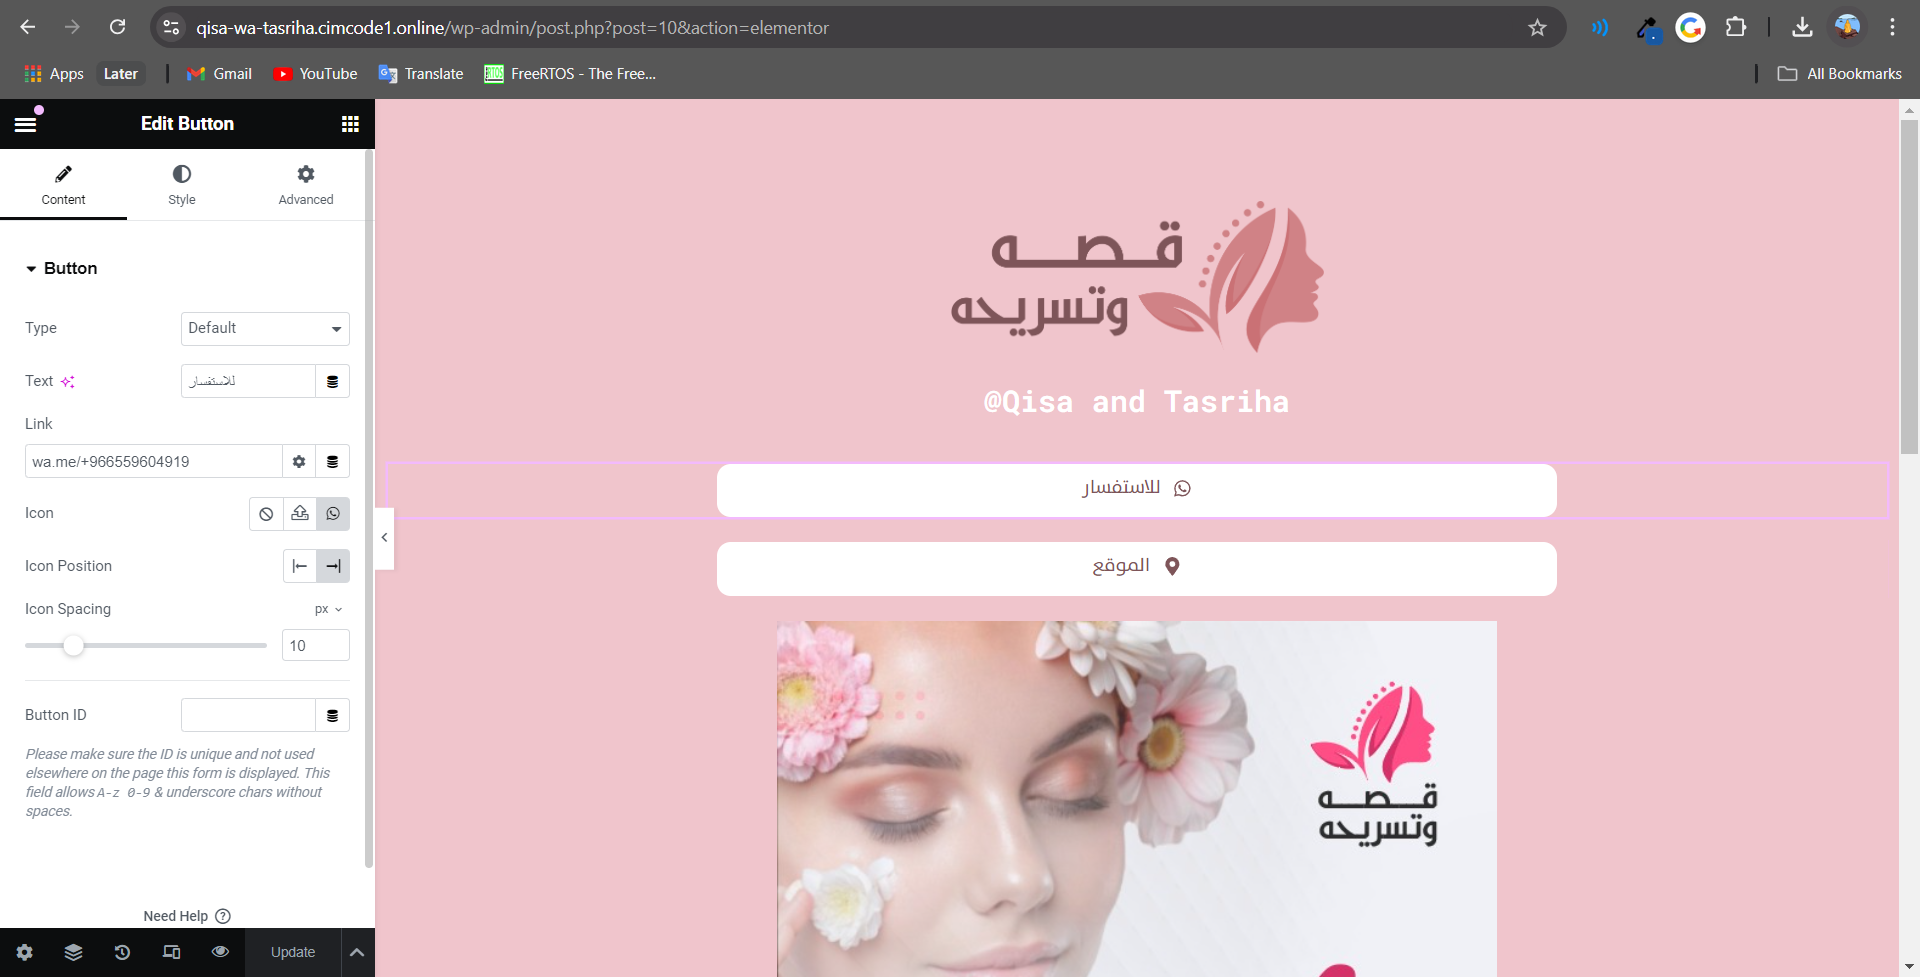 qisa-wa-tasriha.cimcode1.online/wp-admin/post.php?post=10&action=elementor
Apps
Later
Gmail
YouTube
Translate
FreeRTOS - The Free...
All Bookmarks
Edit Button
Content
Style
Advanced
Button
Type
Default
Text
للاستفسار
Link
wa.me/+966559604919
Icon
Icon Position
Icon Spacing
px
10
Button ID
Please make sure the ID is unique and not used
elsewhere on the page this form is displayed. This
field allows A-z 0-9 & underscore chars without
spaces.
Need Help
Update
قصه
وتسريحه
@Qisa and Tasriha
للاستفسار
الموقع
قصه
وتسريحه